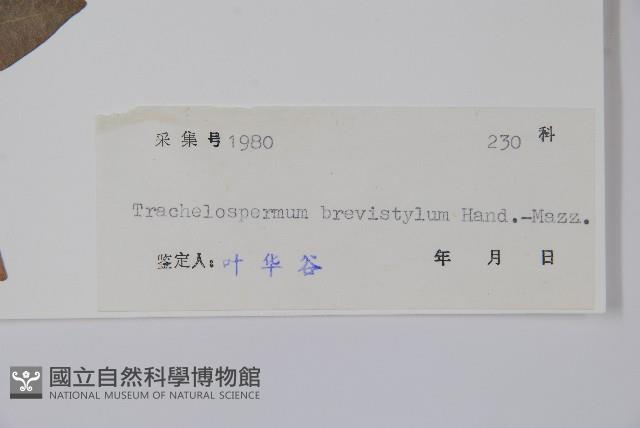 采集号 1980 230 科
Trachelospermum brevistylum Hand.-Mazz.
鉴定人: 叶华谷 年 月 日
國立自然科學博物館
NATIONAL MUSEUM OF NATURAL SCIENCE